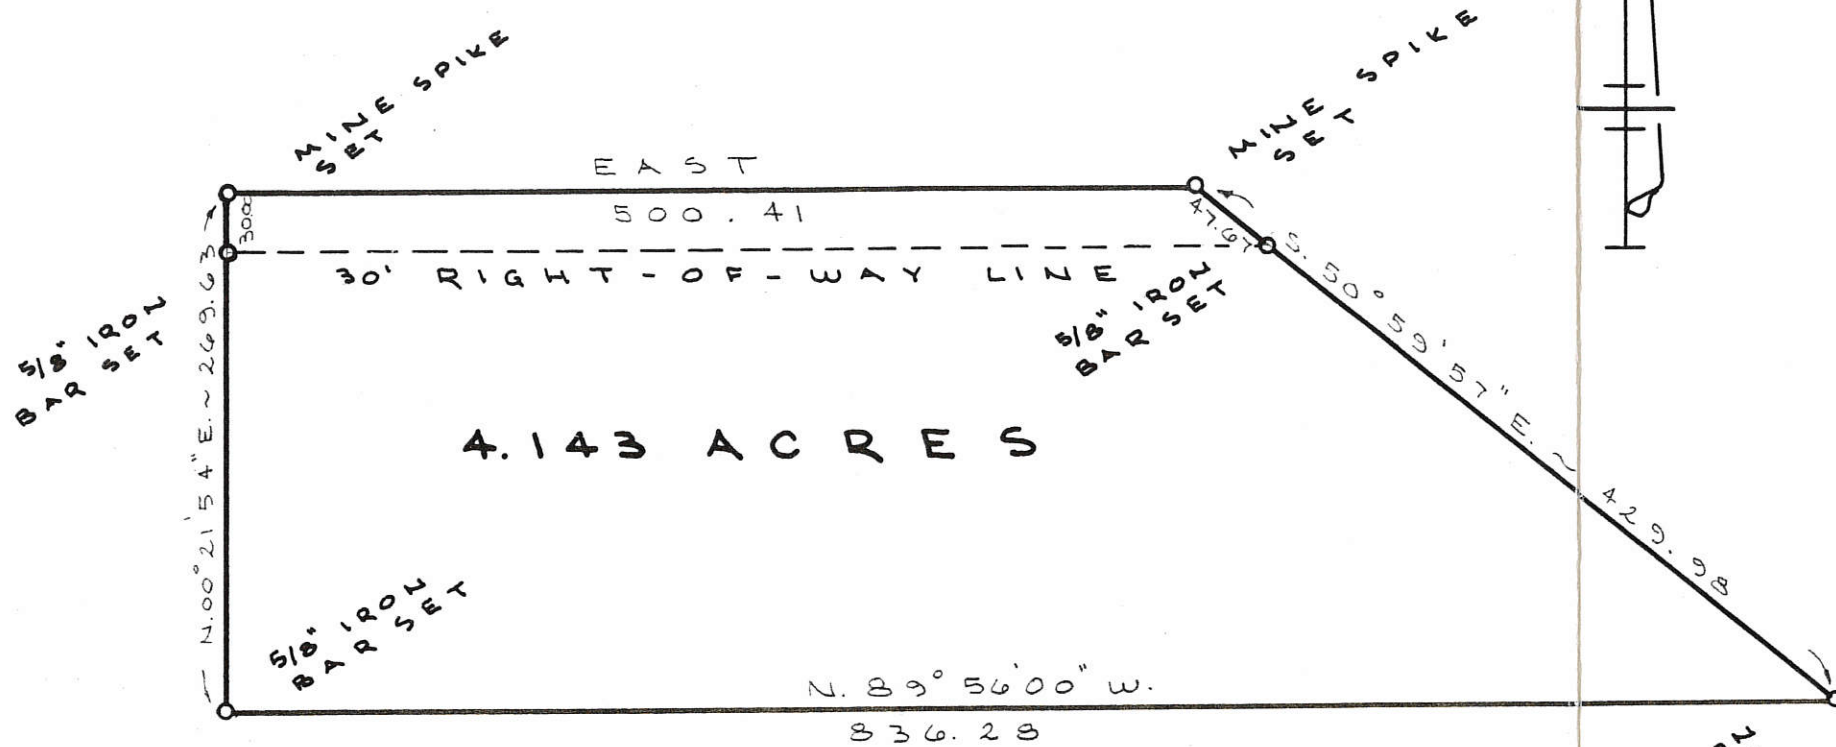 MINE SPIKE
SET
MINE SPIKE
SET
EAST
500.41
30.00
47.67
30' RIGHT-OF-WAY LINE
5/8" IRON
BAR SET
5/8" IRON
BAR SET
S. 50° 59' 57" E. ~ 429.98
N. 00° 21' 54" E. ~ 269.63
4.143 ACRES
5/8" IRON
BAR SET
N. 89° 56' 00" W.
836.28